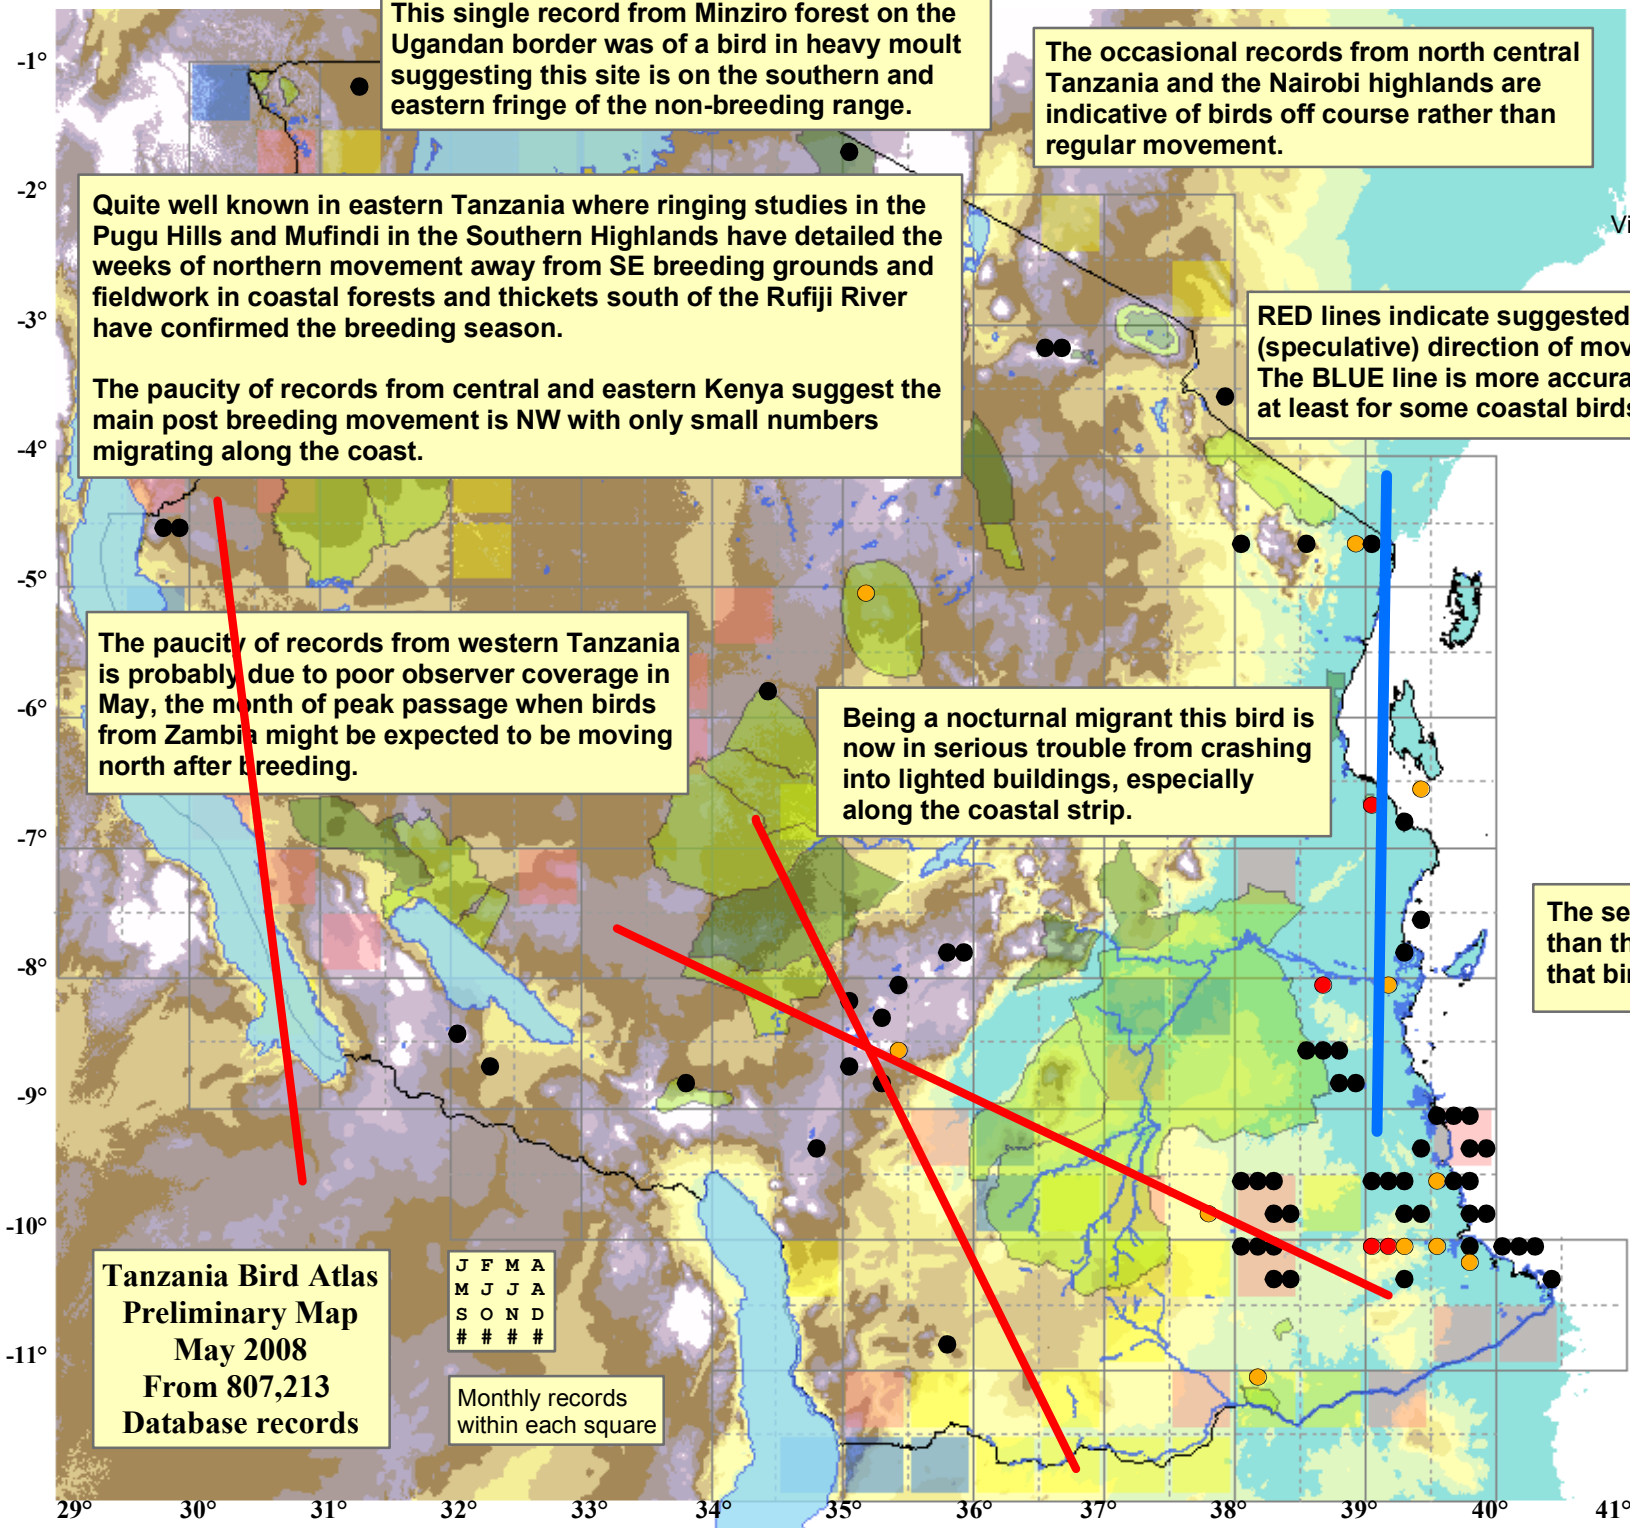 This single record from Minziro forest on the
Ugandan border was of a bird in heavy moult
suggesting this site is on the southern and
eastern fringe of the non-breeding range.
The occasional records from north central
Tanzania and the Nairobi highlands are
indicative of birds off course rather than
regular movement.
Quite well known in eastern Tanzania where ringing studies in the
Pugu Hills and Mufindi in the Southern Highlands have detailed the
weeks of northern movement away from SE breeding grounds and
fieldwork in coastal forests and thickets south of the Rufiji River
have confirmed the breeding season.
The paucity of records from central and eastern Kenya suggest the
main post breeding movement is NW with only small numbers
migrating along the coast.
RED lines indicate suggested
(speculative) direction of mov
The BLUE line is more accura
at least for some coastal birds
The paucity of records from western Tanzania
is probably due to poor observer coverage in
May, the month of peak passage when birds
from Zambia might be expected to be moving
north after breeding.
Being a nocturnal migrant this bird is
now in serious trouble from crashing
into lighted buildings, especially
along the coastal strip.
The se
than th
that bir
Tanzania Bird Atlas
Preliminary Map
May 2008
From 807,213
Database records
J F M A
M J J A
S O N D
# # # #
Monthly records
within each square
Vi
-1°
-2°
-3°
-4°
-5°
-6°
-7°
-8°
-9°
-10°
-11°
29° 30° 31° 32° 33° 34° 35° 36° 37° 38° 39° 40° 41°